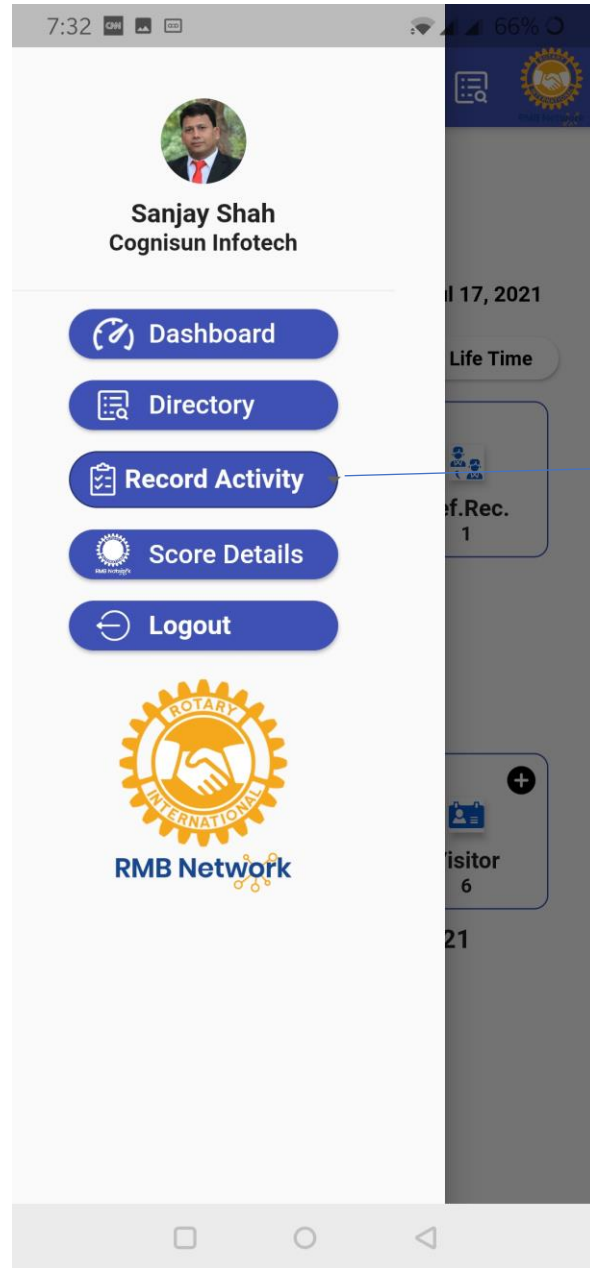 7:32
66%
Sanjay Shah
Cognisun Infotech
l 17, 2021
Dashboard
Life Time
Directory
Record Activity
ef.Rec.
1
Score Details
Logout
ROTARY
INTERNATIONAL
RMB Network
isitor
6
21